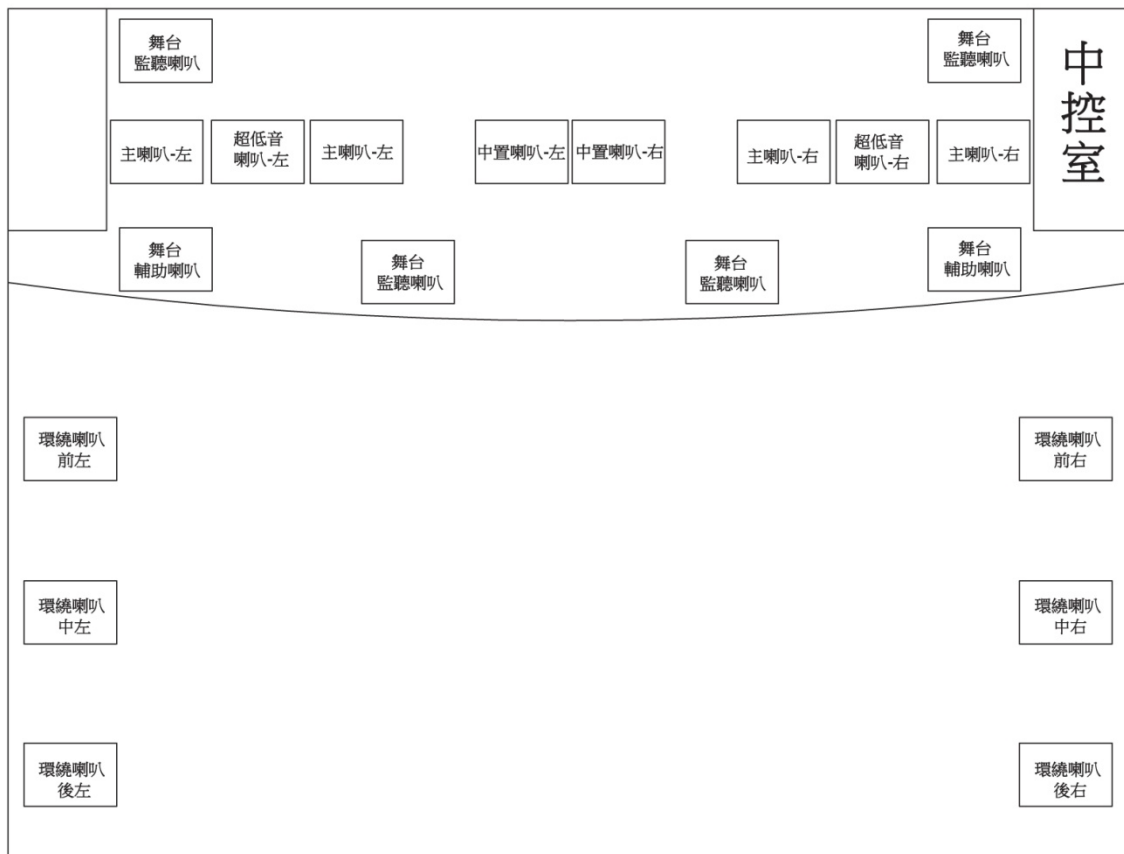 舞台
監聽喇叭
舞台
監聽喇叭
中控室
主喇叭-左
超低音
喇叭-左
主喇叭-左
中置喇叭-左
中置喇叭-右
主喇叭-右
超低音
喇叭-右
主喇叭-右
舞台
輔助喇叭
舞台
監聽喇叭
舞台
監聽喇叭
舞台
輔助喇叭
環繞喇叭
前左
環繞喇叭
前右
環繞喇叭
中左
環繞喇叭
中右
環繞喇叭
後左
環繞喇叭
後右